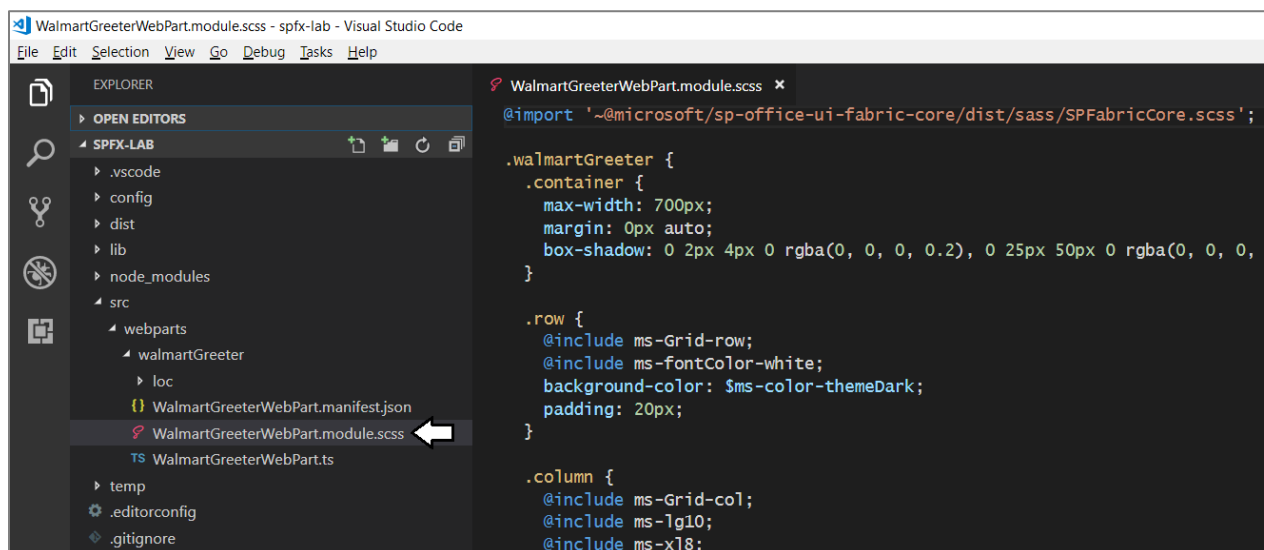 WalmartGreeterWebPart.module.scss - spfx-lab - Visual Studio Code
File Edit Selection View Go Debug Tasks Help
EXPLORER
OPEN EDITORS
SPFX-LAB
.vscode
config
dist
lib
node_modules
src
webparts
walmartGreeter
loc
{} WalmartGreeterWebPart.manifest.json
WalmartGreeterWebPart.module.scss
TS WalmartGreeterWebPart.ts
temp
.editorconfig
.gitignore
WalmartGreeterWebPart.module.scss ×
@import '~@microsoft/sp-office-ui-fabric-core/dist/sass/SPFabricCore.scss';
.walmartGreeter {
.container {
max-width: 700px;
margin: 0px auto;
box-shadow: 0 2px 4px 0 rgba(0, 0, 0, 0.2), 0 25px 50px 0 rgba(0, 0, 0,
}
.row {
@include ms-Grid-row;
@include ms-fontColor-white;
background-color: $ms-color-themeDark;
padding: 20px;
}
.column {
@include ms-Grid-col;
@include ms-lg10;
@include ms-xl8;